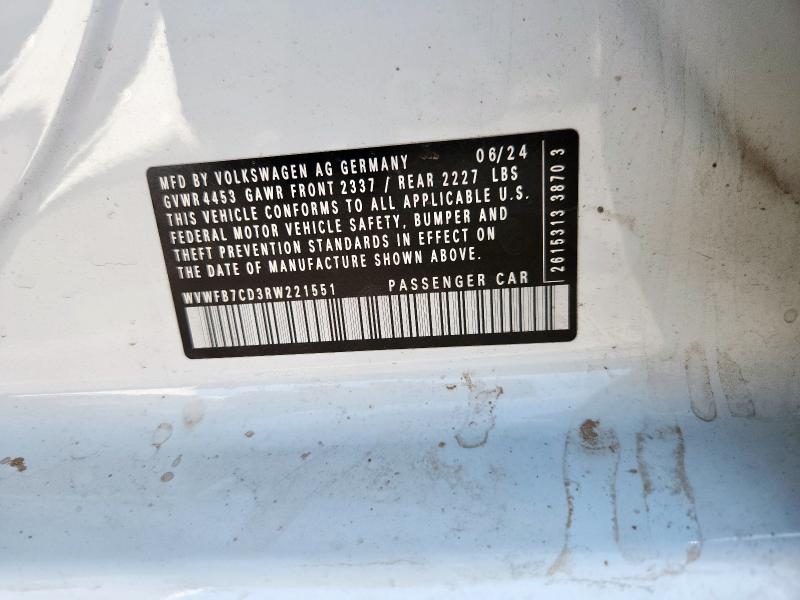 MFD BY VOLKSWAGEN AG GERMANY 06/24
GVWR 4453 GAWR FRONT 2337 / REAR 2227 LBS
THIS VEHICLE CONFORMS TO ALL APPLICABLE U.S.
FEDERAL MOTOR VEHICLE SAFETY, BUMPER AND
THEFT PREVENTION STANDARDS IN EFFECT ON
THE DATE OF MANUFACTURE SHOWN ABOVE.
WVWFB7CD3RW221551 PASSENGER CAR
2615313 3870 3